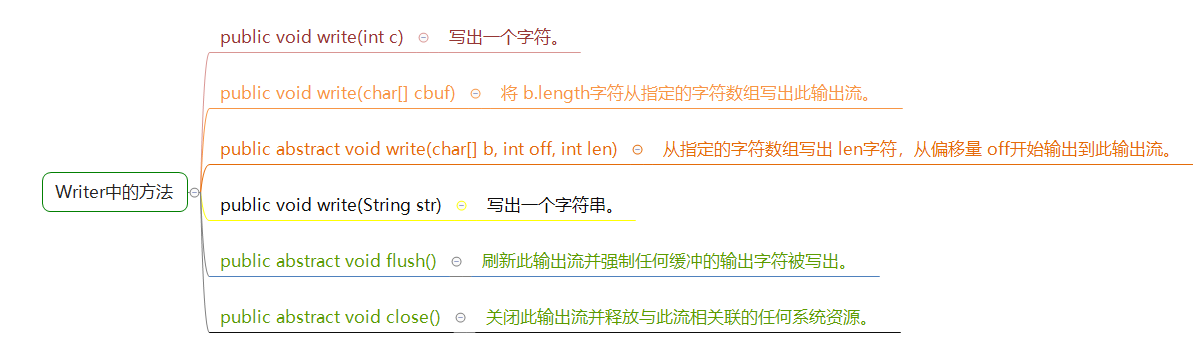 public void write(int c) 写出一个字符。
public void write(char[] cbuf) 将 b.length字符从指定的字符数组写出此输出流。
public abstract void write(char[] b, int off, int len) 从指定的字符数组写出 len字符，从偏移量 off开始输出到此输出流。
Writer中的方法
public void write(String str) 写出一个字符串。
public abstract void flush() 刷新此输出流并强制任何缓冲的输出字符被写出。
public abstract void close() 关闭此输出流并释放与此流相关联的任何系统资源。